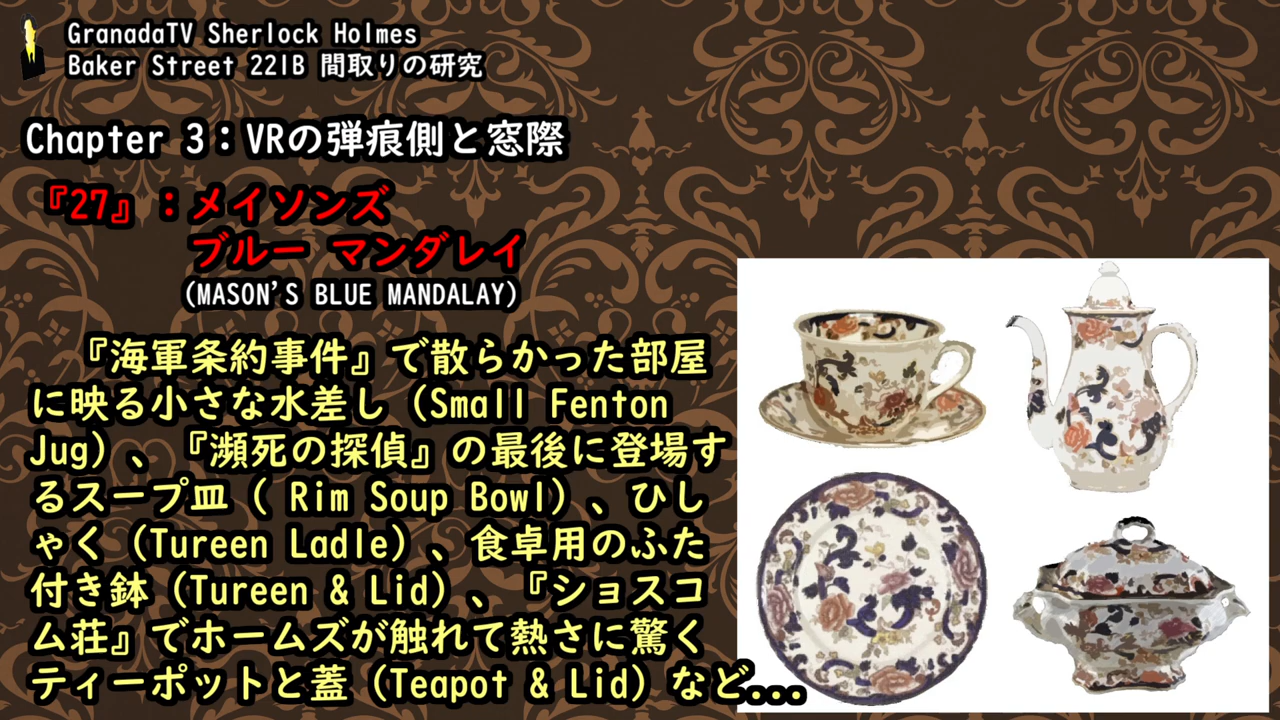 GranadaTV Sherlock Holmes
Baker Street 221B 間取りの研究
Chapter 3：VRの弾痕側と窓際
『27』：メイソンズ
ブルー マンダレイ
(MASON'S BLUE MANDALAY)
『海軍条約事件』で散らかった部屋
に映る小さな水差し（Small Fenton
Jug）、『瀕死の探偵』の最後に登場す
るスープ皿（ Rim Soup Bowl）、ひし
ゃく（Tureen Ladle）、食卓用のふた
付き鉢（Tureen & Lid）、『ショスコ
ム荘』でホームズが触れて熱さに驚く
ティーポットと蓋（Teapot & Lid）など...